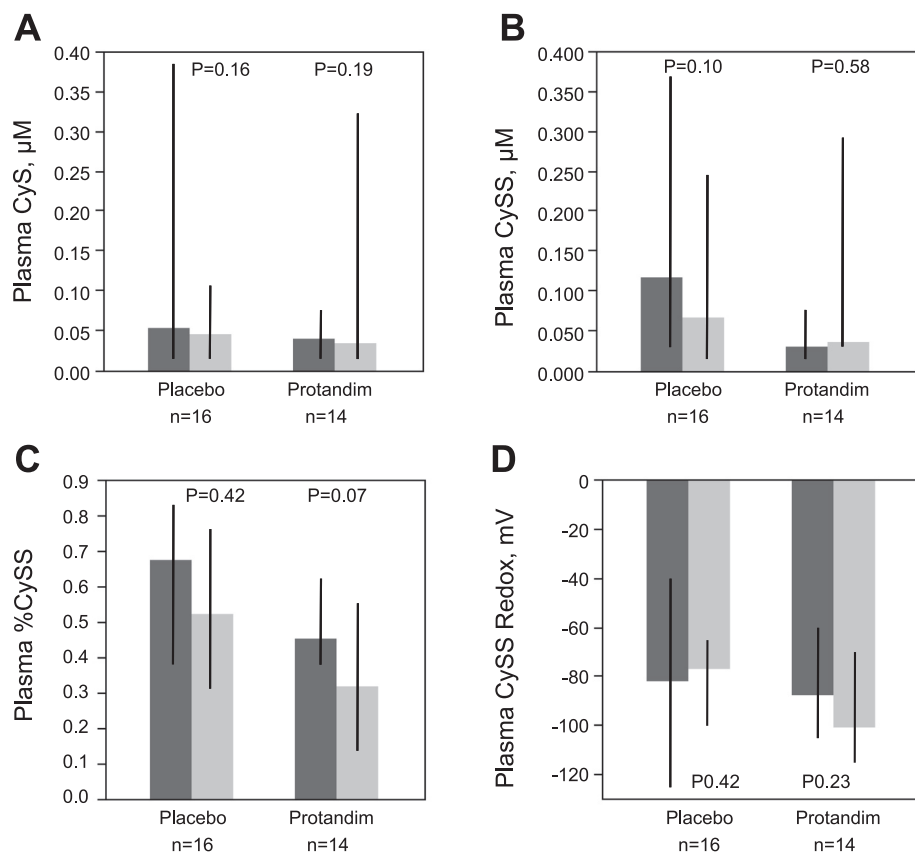 A
Plasma CyS, µM
0.40
0.35
0.30
0.25
0.20
0.15
0.10
0.05
0.00
P=0.16 P=0.19
Placebo Protandim
n=16 n=14
B
Plasma CySS, µM
0.400
0.350
0.300
0.400
0.200
0.150
0.100
0.050
0.000
P=0.10 P=0.58
Placebo Protandim
n=16 n=14
C
Plasma %CySS
0.9
0.8
0.7
0.6
0.5
0.4
0.3
0.2
0.1
0.0
P=0.42 P=0.07
Placebo Protandim
n=16 n=14
D
Plasma CySS Redox, mV
0
-20
-40
-60
-80
-100
-120
P0.42 P0.23
Placebo Protandim
n=16 n=14